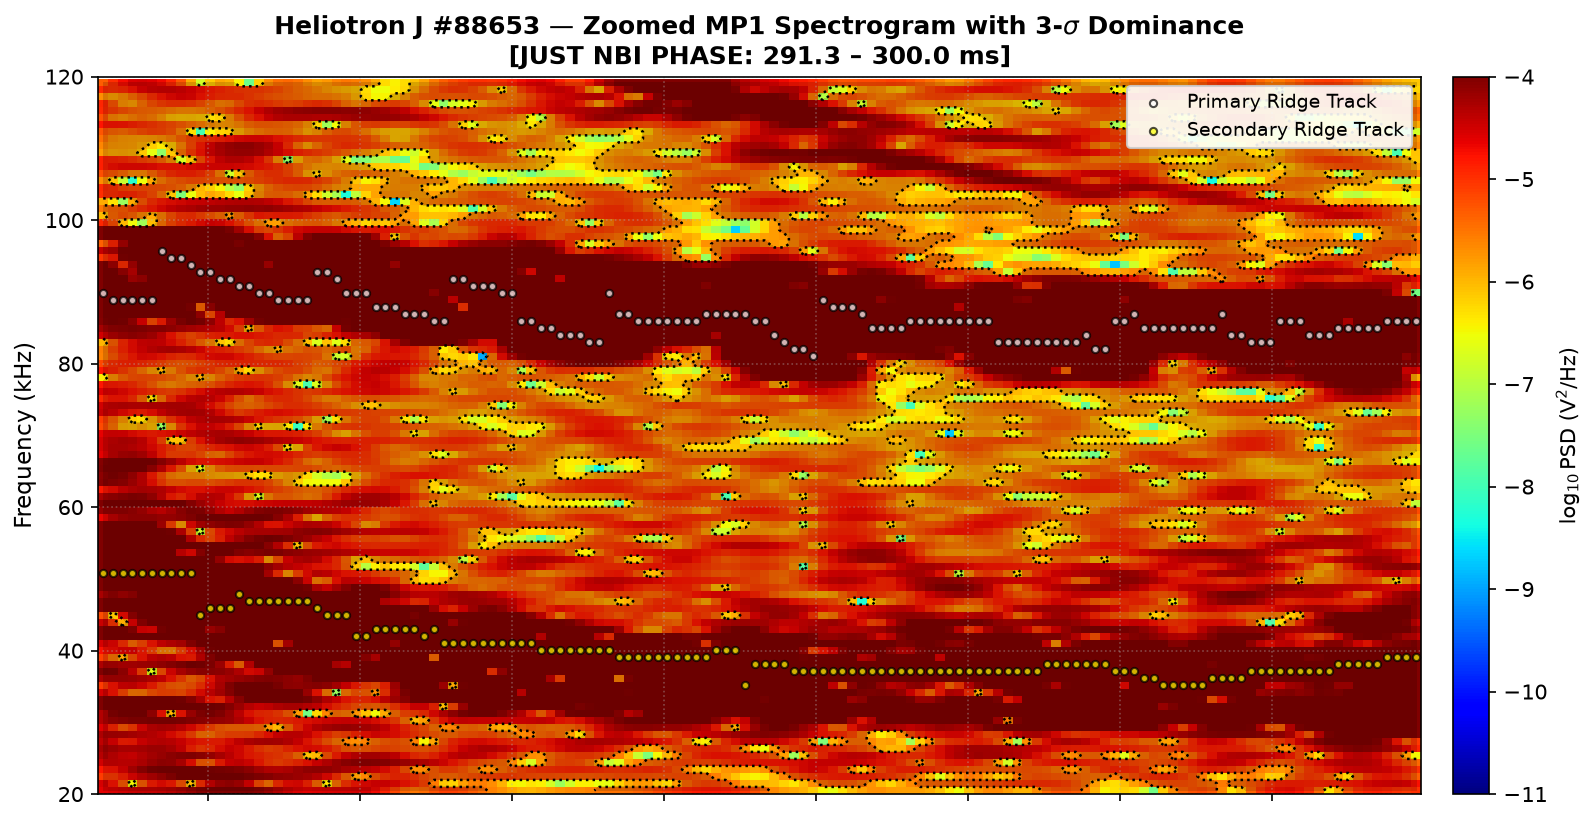 Heliotron J #88653 — Zoomed MP1 Spectrogram with 3-σ Dominance
[JUST NBI PHASE: 291.3 – 300.0 ms]
Primary Ridge Track
Secondary Ridge Track
Frequency (kHz)
120
100
80
60
40
20
−4
−5
−6
−7
−8
−9
−10
−11
log₁₀ PSD (V²/Hz)